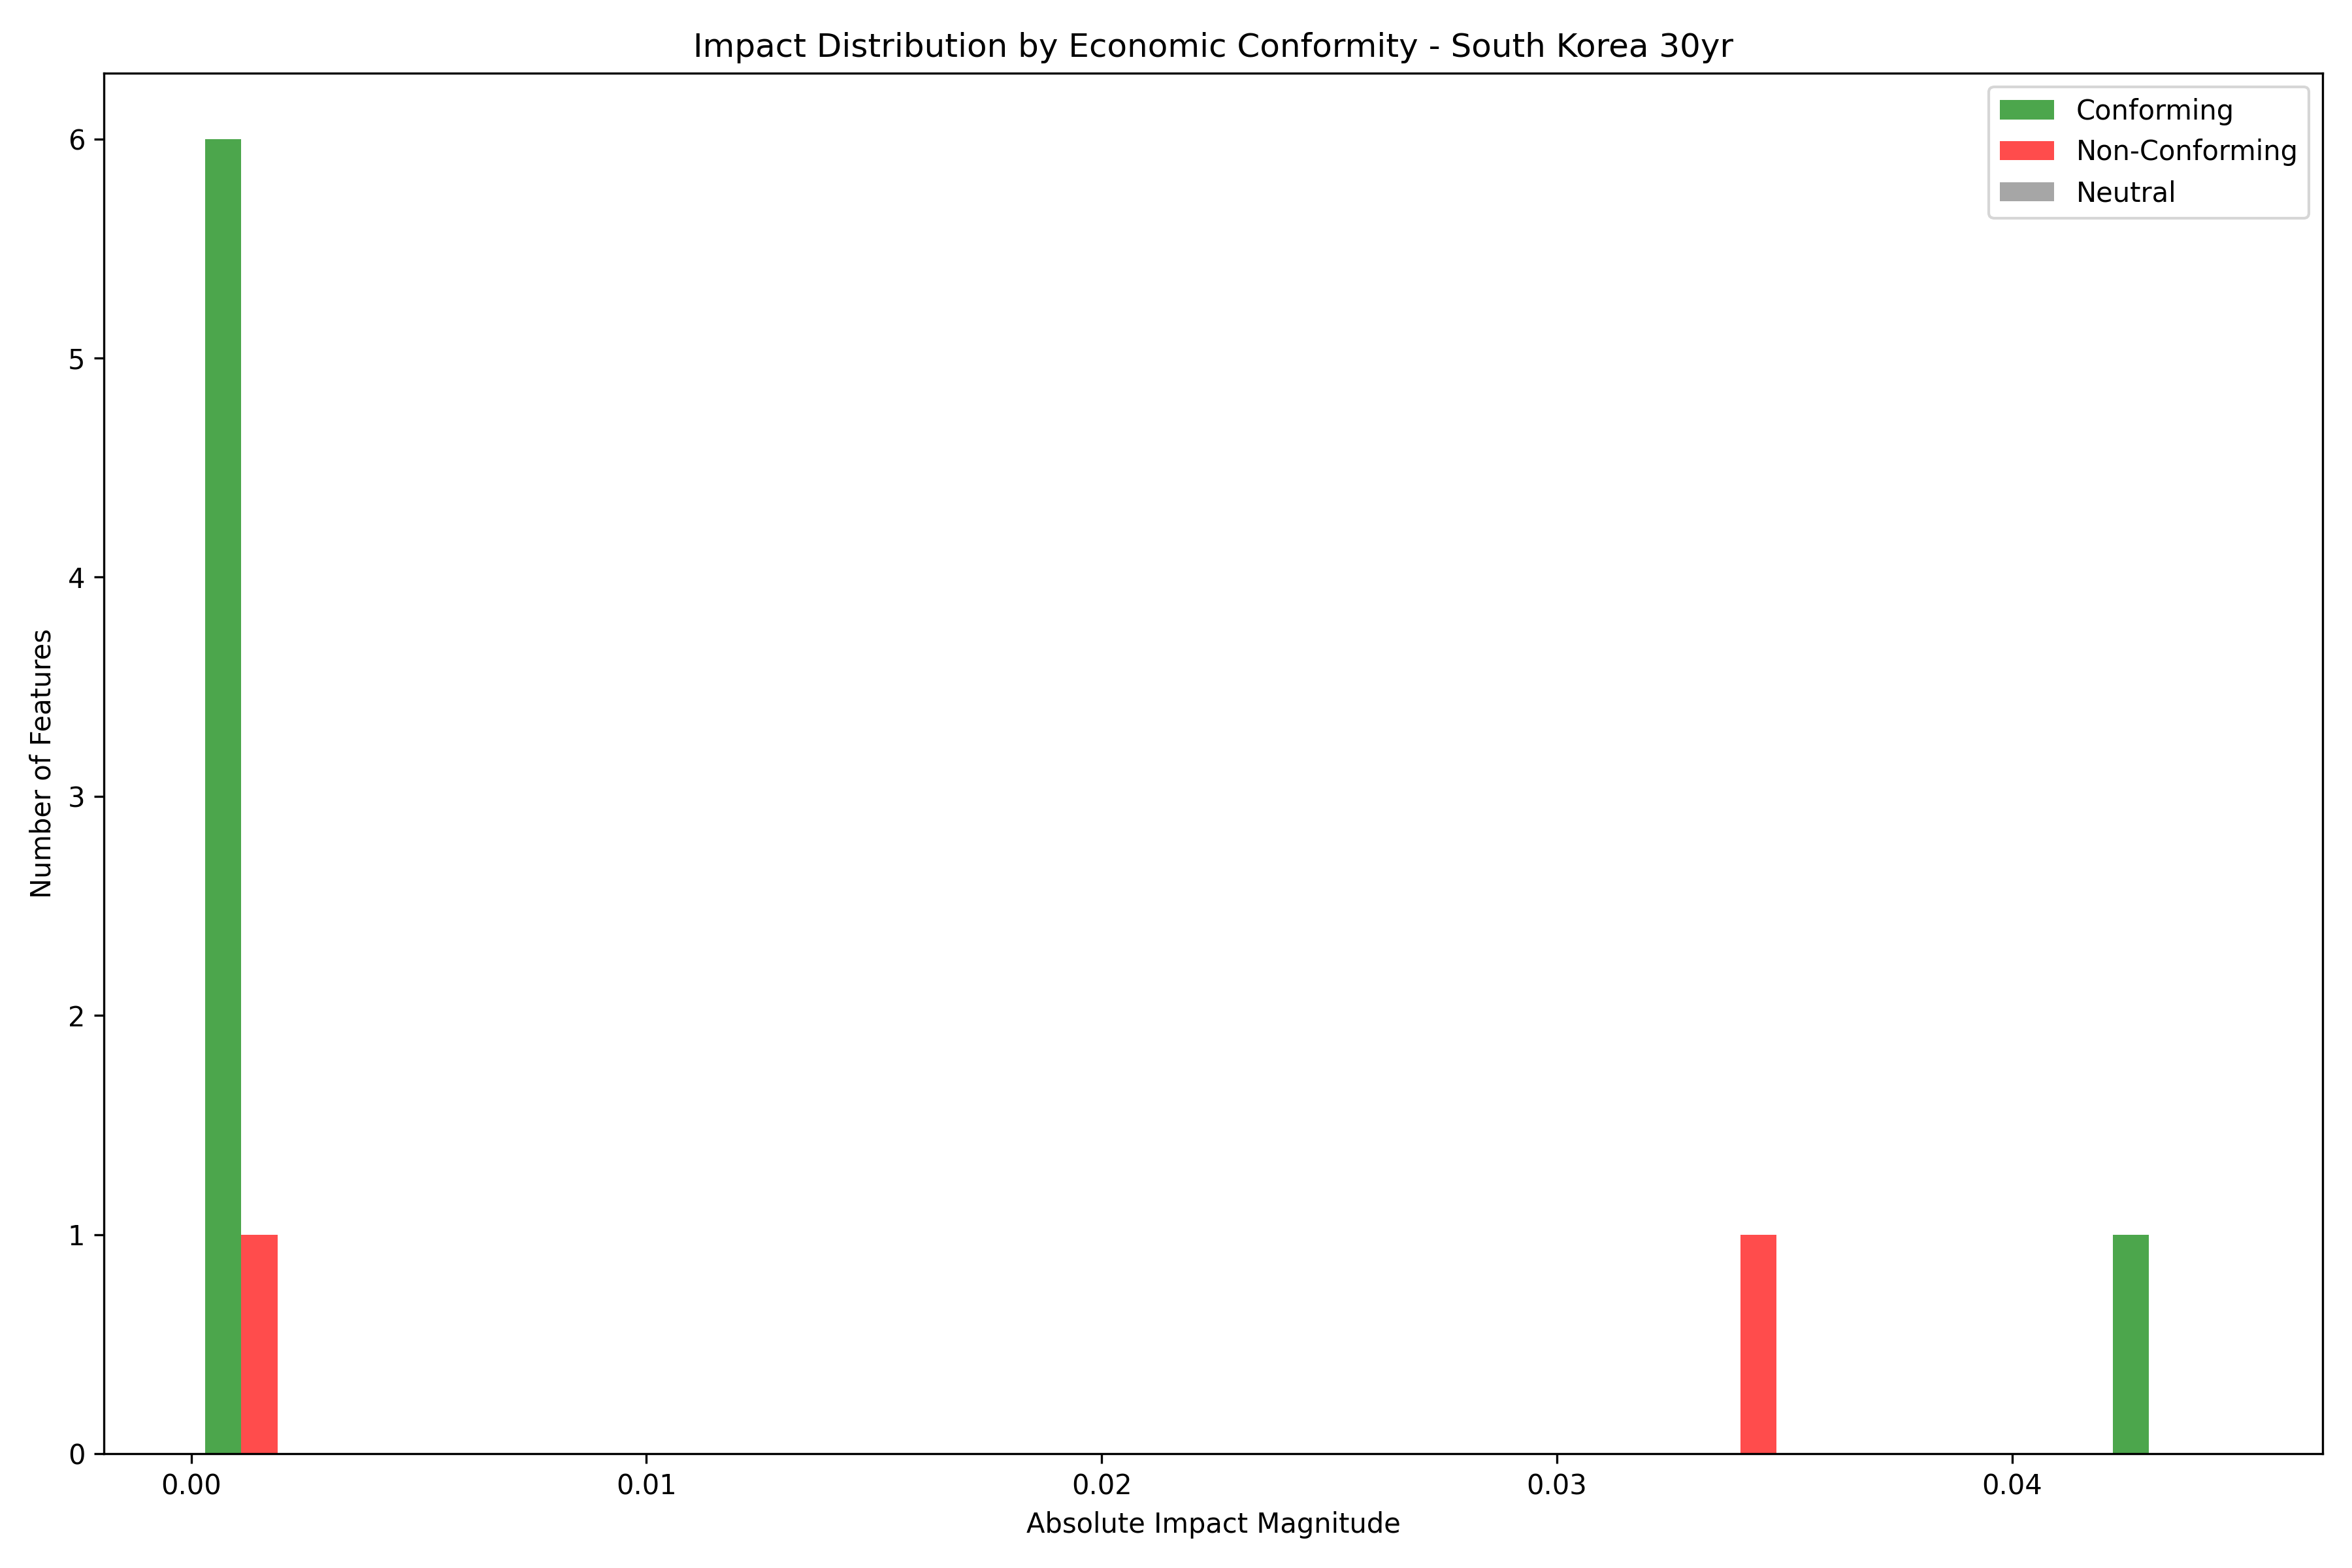 Impact Distribution by Economic Conformity - South Korea 30yr
Conforming
Non-Conforming
Neutral
Number of Features
6
5
4
3
2
1
0
0.00
0.01
0.02
0.03
0.04
Absolute Impact Magnitude